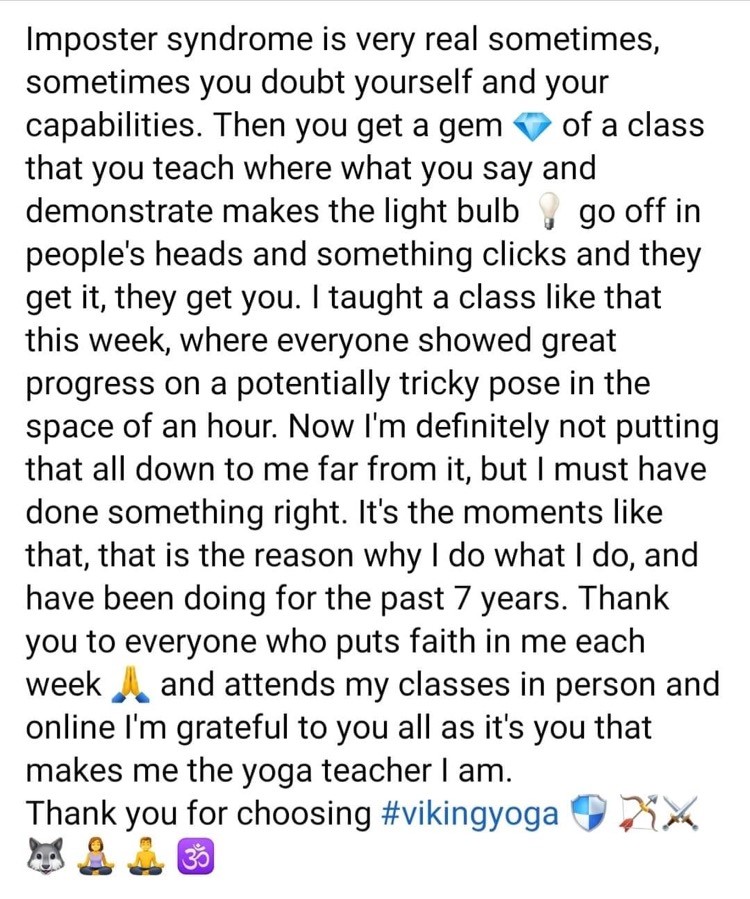 Imposter syndrome is very real sometimes,
sometimes you doubt yourself and your
capabilities. Then you get a gem 💎 of a class
that you teach where what you say and
demonstrate makes the light bulb 💡 go off in
people's heads and something clicks and they
get it, they get you. I taught a class like that
this week, where everyone showed great
progress on a potentially tricky pose in the
space of an hour. Now I'm definitely not putting
that all down to me far from it, but I must have
done something right. It's the moments like
that, that is the reason why I do what I do, and
have been doing for the past 7 years. Thank
you to everyone who puts faith in me each
week 🙏 and attends my classes in person and
online I'm grateful to you all as it's you that
makes me the yoga teacher I am.
Thank you for choosing #vikingyoga 🛡️ 🏹⚔️
🐺 🧘‍♀️ 🧘‍♂️ 🕉️